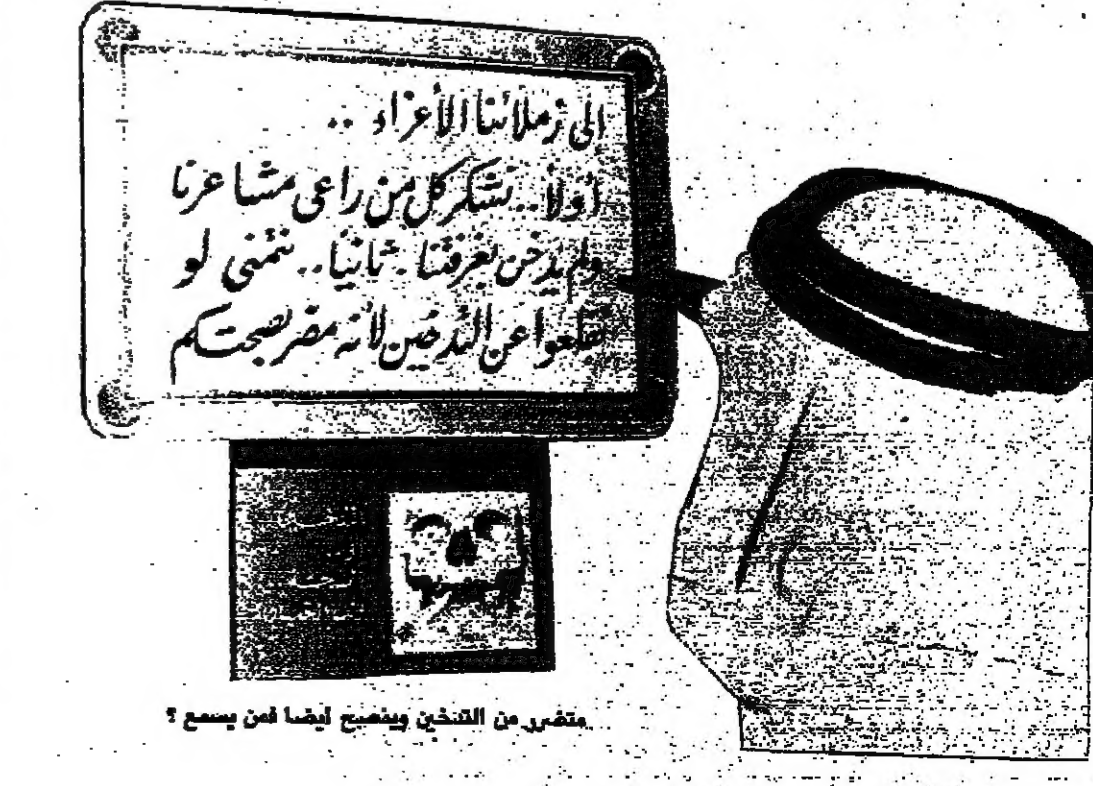 الى زملائنا الأعزاء ..
أولاً .. نشكر كل من راعى مشاعرنا
ولم يدخن بغرفتنا . ثانياً .. نتمنى لو
تقلعوا عن التدخين لأنه مضر بصحتكم
متضرر من التدخين وينصح أيضا فمن يسمع ؟